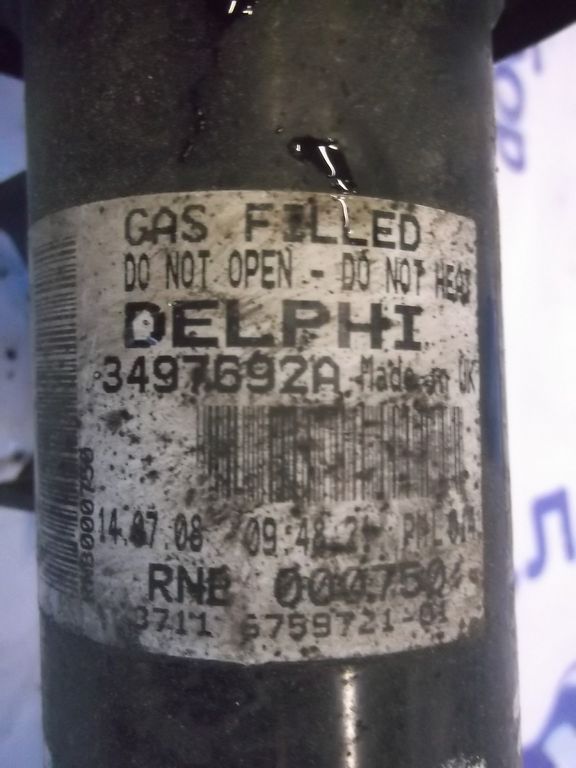 GAS FILLED
DO NOT OPEN - DO NOT HEAT
DELPHI
3497692A Made in UK
14.07.08 09:48
RNB 000750
3711 6759721-01
RNB000750